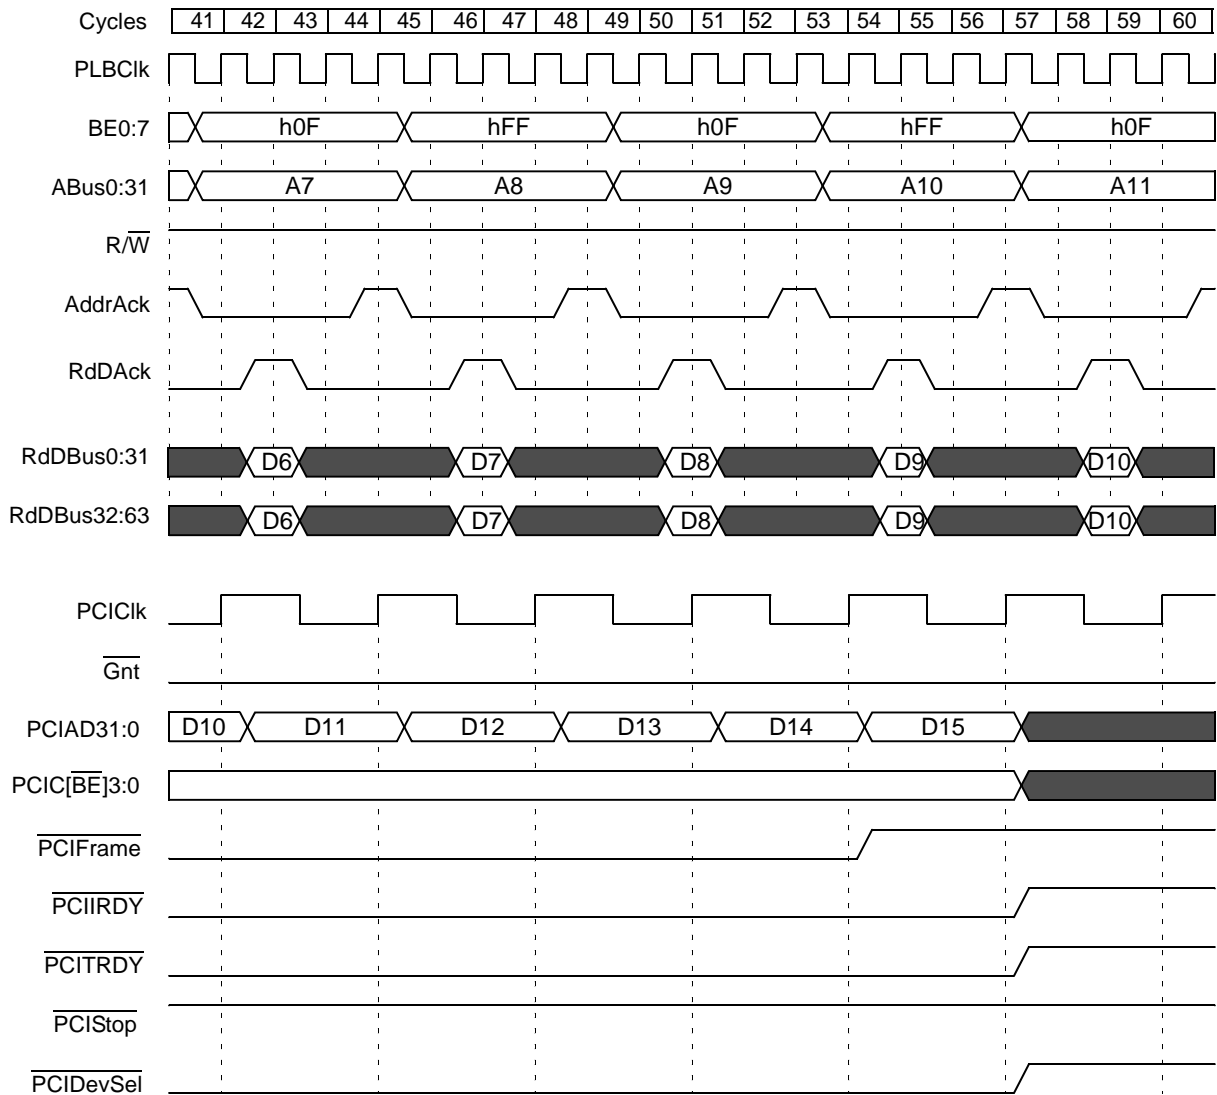 Cycles 41 42 43 44 45 46 47 48 49 50 51 52 53 54 55 56 57 58 59 60
PLBClk
BE0:7 h0F hFF h0F hFF h0F
ABus0:31 A7 A8 A9 A10 A11
R/W
AddrAck
RdDAck
RdDBus0:31 D6 D7 D8 D9 D10
RdDBus32:63 D6 D7 D8 D9 D10
PCIClk
Gnt
PCIAD31:0 D10 D11 D12 D13 D14 D15
PCIC[BE]3:0
PCIFrame
PCIIRDY
PCITRDY
PCIStop
PCIDevSel